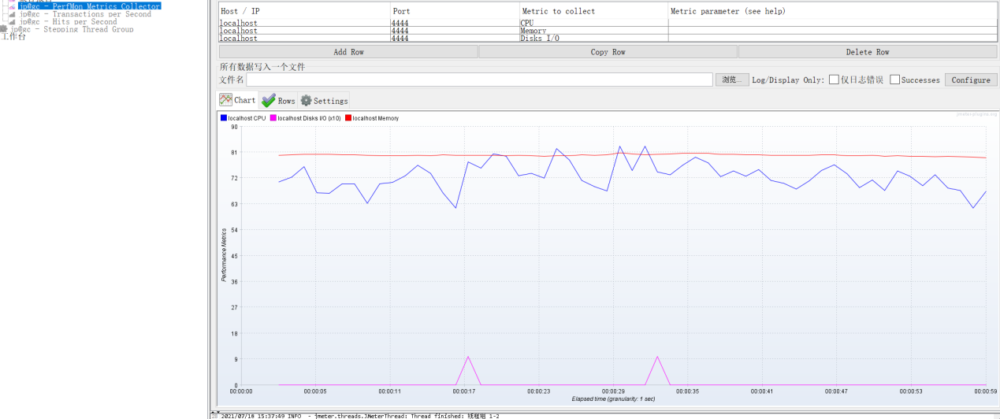 jp@gc - PerfMon Metrics Collector
jp@gc - Transactions per Second
jp@gc - Hits per Second
jp@gc - Stepping Thread Group
工作台
Host / IP Port Metric to collect Metric parameter (see help)
localhost 4444 CPU
localhost 4444 Memory
localhost 4444 Disks I/O
Add Row Copy Row Delete Row
所有数据写入一个文件
文件名 浏览... Log/Display Only: 仅日志错误 Successes Configure
Chart Rows Settings
localhost CPU localhost Disks I/O (x10) localhost Memory
jmeter-plugins.org
90
81
72
63
54
45
36
27
18
9
0
Performance Metrics
00:00:00 00:00:05 00:00:11 00:00:17 00:00:23 00:00:29 00:00:35 00:00:41 00:00:47 00:00:53 00:00:59
Elapsed time (granularity: 1 sec)
28 2021/07/18 15:37:49 INFO - jmeter.threads.JMeterThread: Thread finished: 线程组 1-2